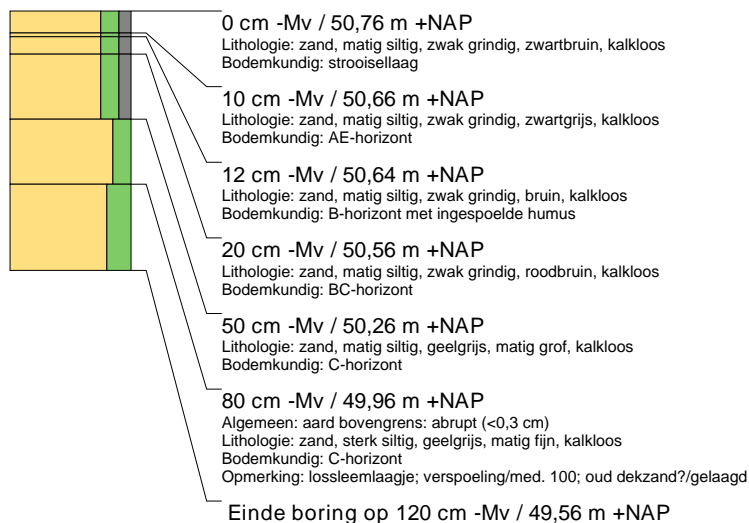 0 cm -Mv / 50,76 m +NAP
Lithologie: zand, matig siltig, zwak grindig, zwartbruin, kalkloos
Bodemkundig: strooisellaag
10 cm -Mv / 50,66 m +NAP
Lithologie: zand, matig siltig, zwak grindig, zwartgrijs, kalkloos
Bodemkundig: AE-horizont
12 cm -Mv / 50,64 m +NAP
Lithologie: zand, matig siltig, zwak grindig, bruin, kalkloos
Bodemkundig: B-horizont met ingespoelde humus
20 cm -Mv / 50,56 m +NAP
Lithologie: zand, matig siltig, zwak grindig, roodbruin, kalkloos
Bodemkundig: BC-horizont
50 cm -Mv / 50,26 m +NAP
Lithologie: zand, matig siltig, geelgrijs, matig grof, kalkloos
Bodemkundig: C-horizont
80 cm -Mv / 49,96 m +NAP
Algemeen: aard bovengrens: abrupt (<0,3 cm)
Lithologie: zand, sterk siltig, geelgrijs, matig fijn, kalkloos
Bodemkundig: C-horizont
Opmerking: lossleemlaagje; verspoeling/med. 100; oud dekzand?/gelaagd
Einde boring op 120 cm -Mv / 49,56 m +NAP